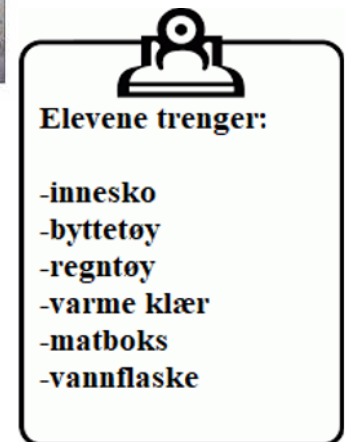 Elevene trenger:
-innesko
-byttetøy
-regntøy
-varme klær
-matboks
-vannflaske